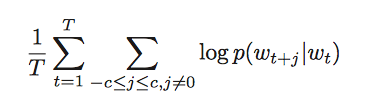 \frac{1}{T} \sum_{t=1}^{T} \sum_{-c \leq j \leq c, j \neq 0} \log p(w_{t+j} | w_t)